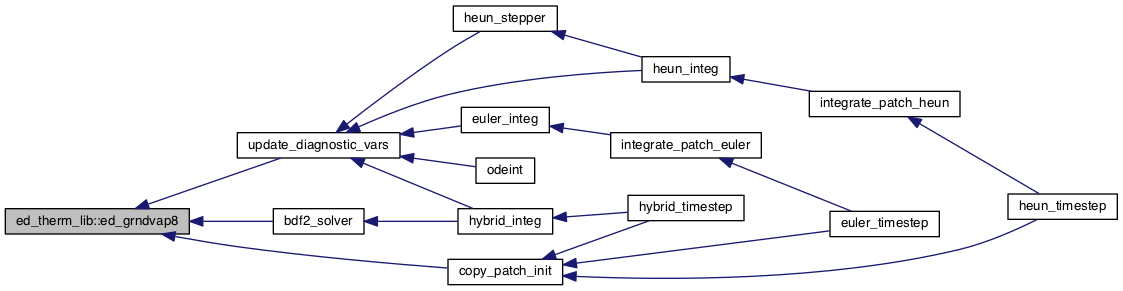 heun_stepper
heun_integ
integrate_patch_heun
euler_integ
update_diagnostic_vars
integrate_patch_euler
odeint
ed_therm_lib::ed_grndvap8
bdf2_solver
hybrid_integ
hybrid_timestep
heun_timestep
euler_timestep
copy_patch_init